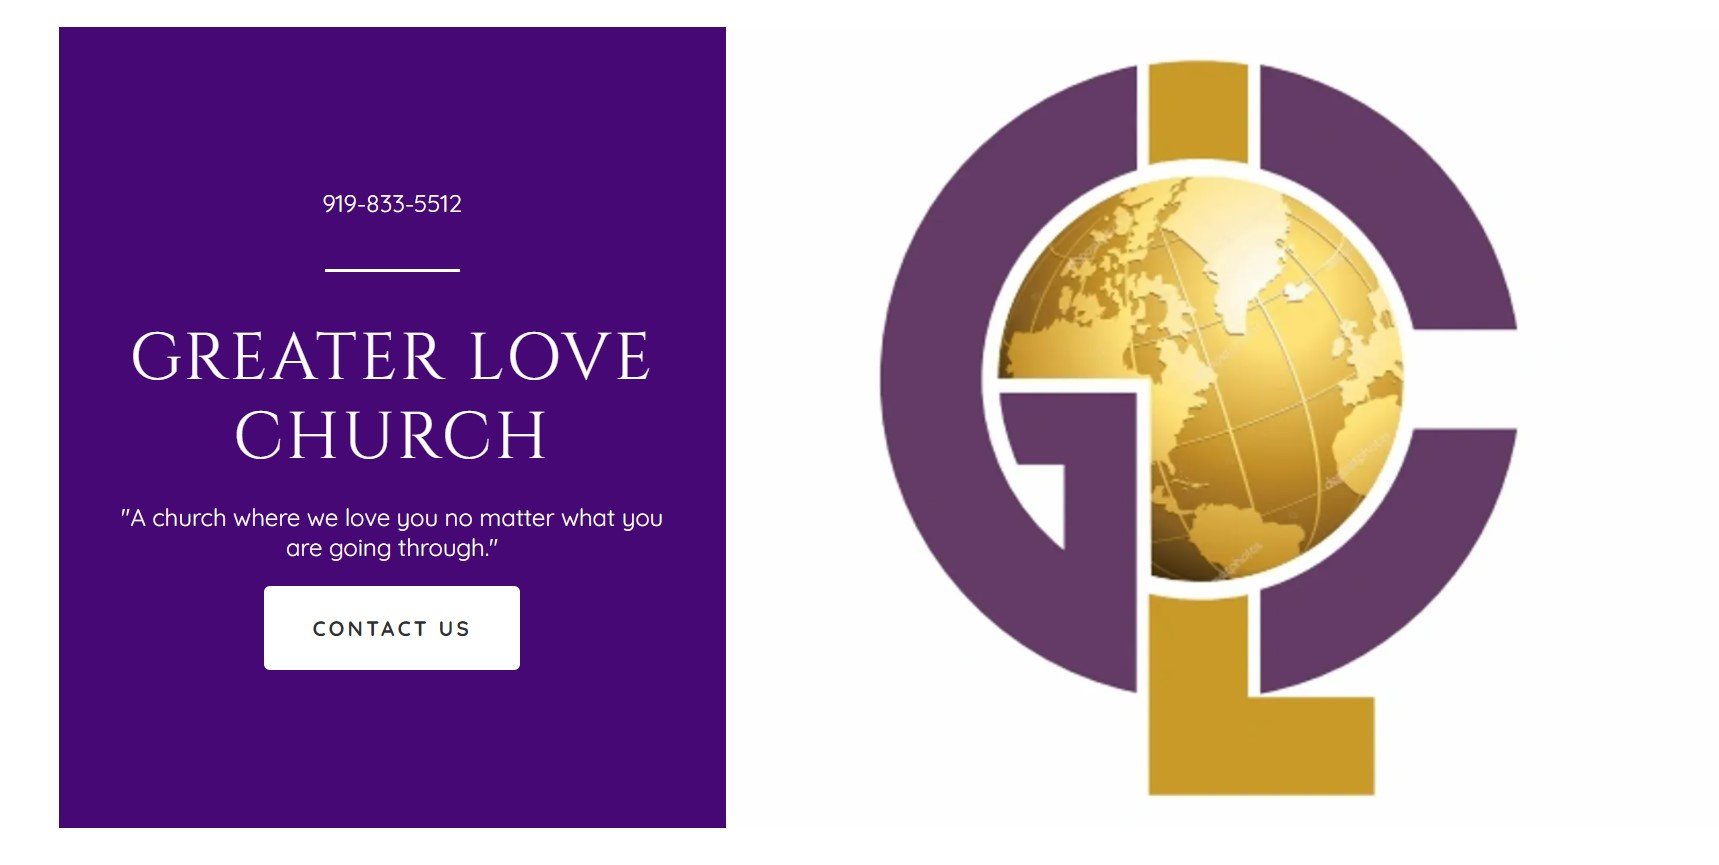 919-833-5512
GREATER LOVE
CHURCH
"A church where we love you no matter what you
are going through."
CONTACT US
GLC